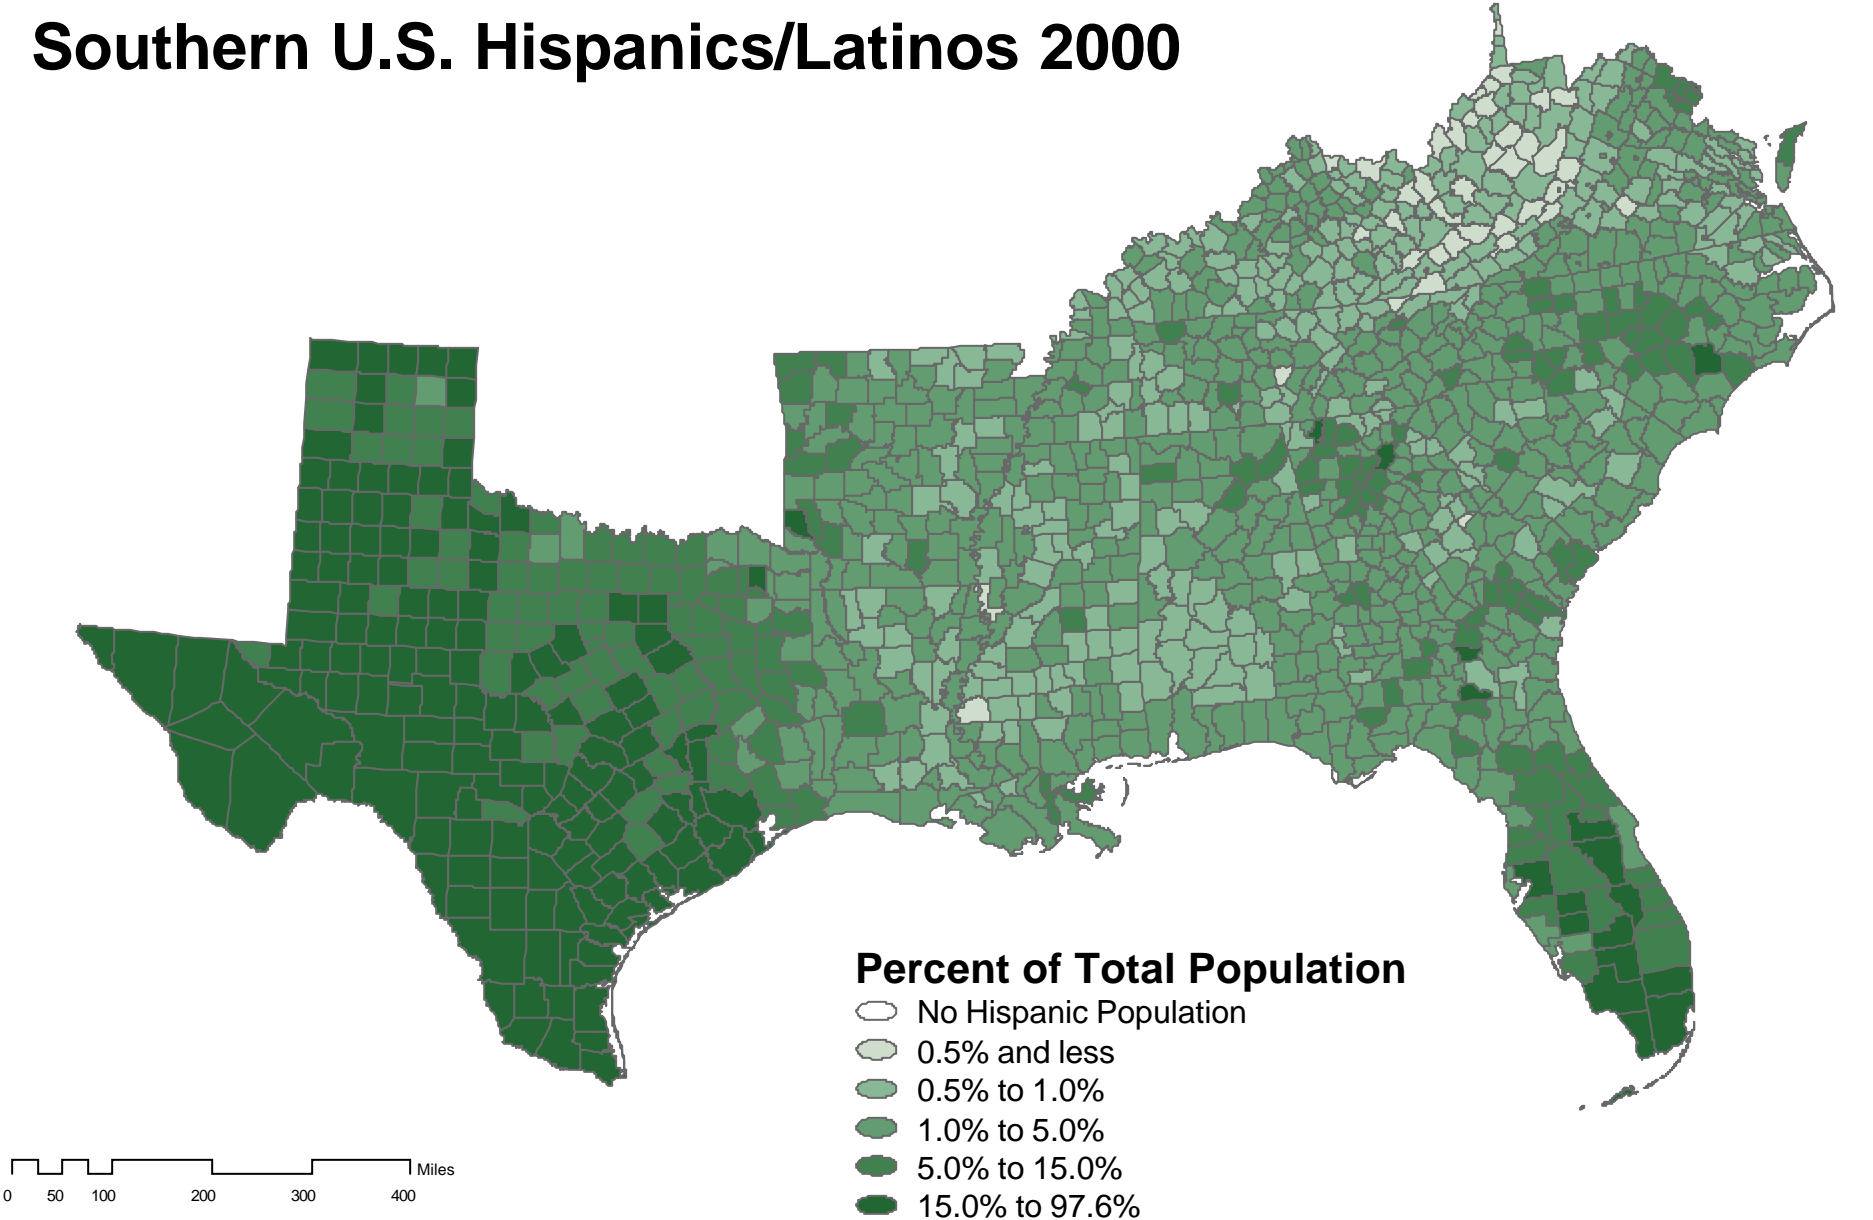 Southern U.S. Hispanics/Latinos 2000
Percent of Total Population
No Hispanic Population
0.5% and less
0.5% to 1.0%
1.0% to 5.0%
5.0% to 15.0%
15.0% to 97.6%
Miles
0 50 100 200 300 400